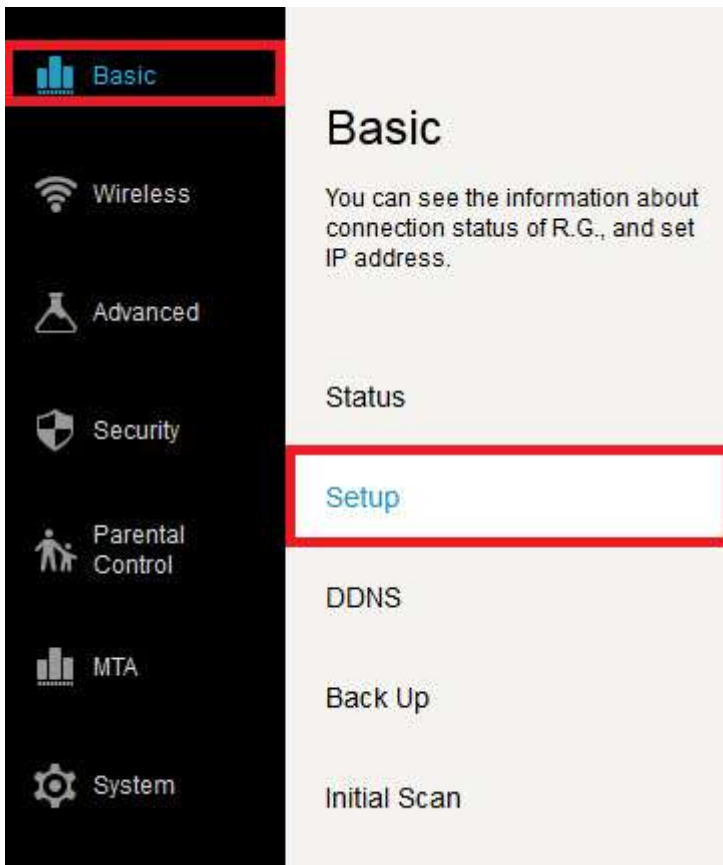 Basic
Wireless
Advanced
Security
Parental
Control
MTA
System
Basic
You can see the information about
connection status of R.G., and set
IP address.
Status
Setup
DDNS
Back Up
Initial Scan